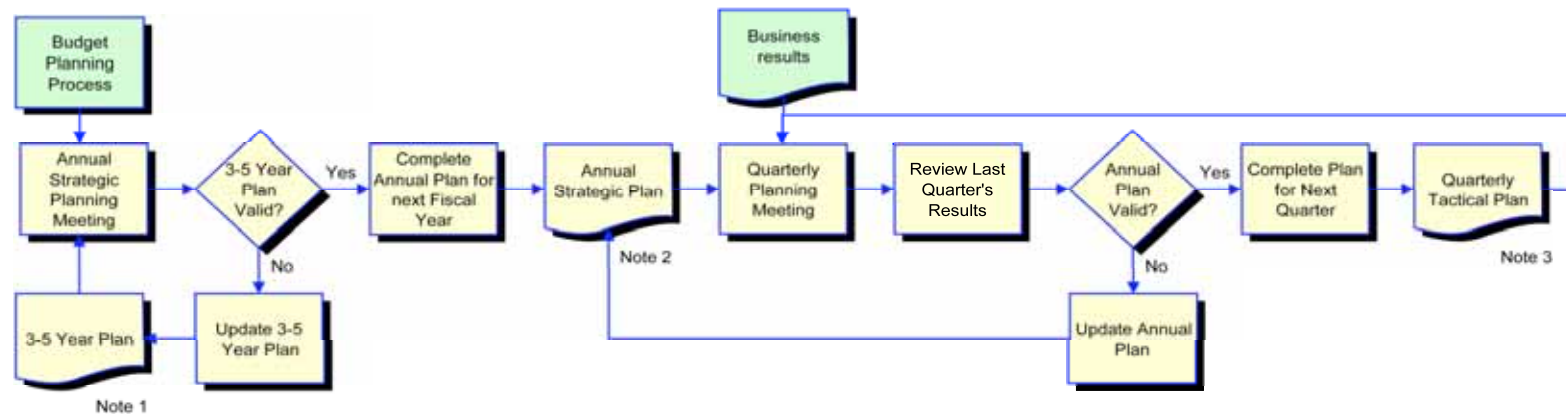 Budget
Planning
Process
Business
results
Annual
Strategic
Planning
Meeting
3-5 Year
Plan
Valid?
Yes
Complete
Annual Plan for
next Fiscal
Year
Annual
Strategic Plan
Quarterly
Planning
Meeting
Review Last
Quarter's
Results
Annual
Plan
Valid?
Yes
Complete Plan
for Next
Quarter
Quarterly
Tactical Plan
No
Note 2
No
Note 3
3-5 Year Plan
Update 3-5
Year Plan
Update Annual
Plan
Note 1